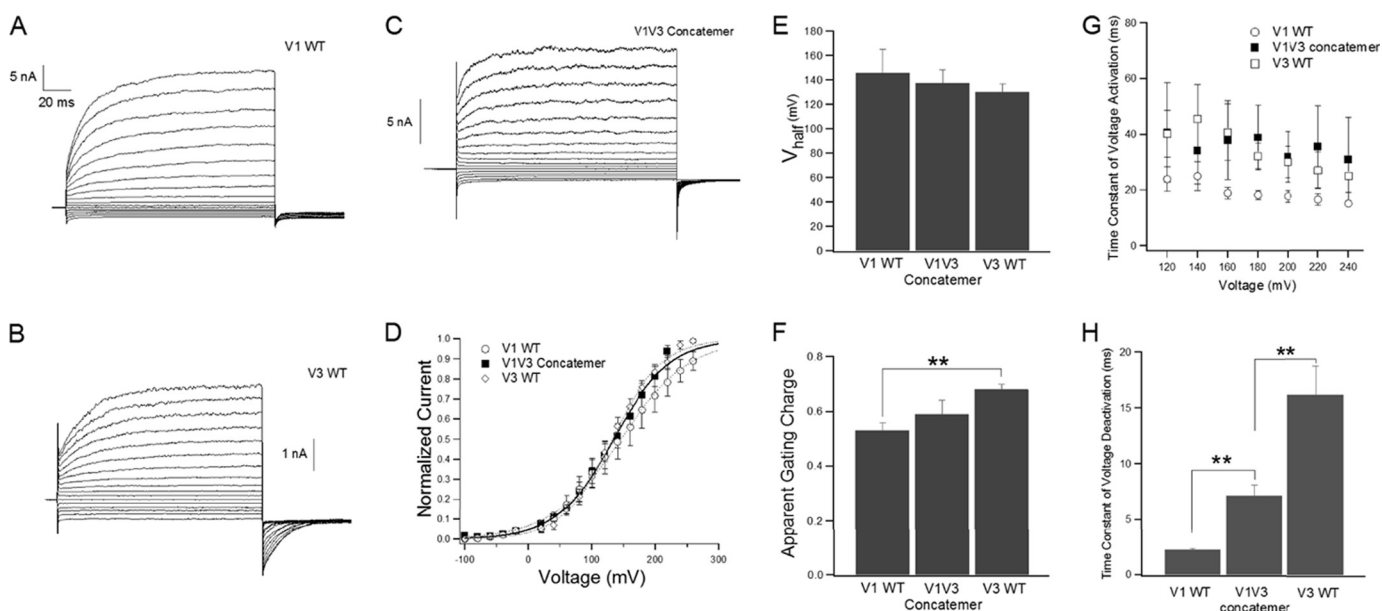 A
V1 WT
5 nA
20 ms
B
V3 WT
1 nA
C
V1V3 Concatemer
5 nA
D
V1 WT
V1V3 Concatemer
V3 WT
Normalized Current
1.0
0.9
0.8
0.7
0.6
0.5
0.4
0.3
0.2
0.1
0.0
-100
0
100
200
300
Voltage (mV)
E
Vhalf (mV)
180
160
140
120
100
80
60
40
20
0
V1 WT V1V3 V3 WT
Concatemer
F
Apparent Gating Charge
0.8
0.6
0.4
0.2
0.0
**
V1 WT V1V3 V3 WT
Concatemer
G
V1 WT
V1V3 concatemer
V3 WT
Time Constant of Voltage Activation (ms)
80
60
40
20
0
120 140 160 180 200 220 240
Voltage (mV)
H
Time Constant of Voltage Deactivation (ms)
20
15
10
5
0
**
**
V1 WT V1V3 V3 WT
concatemer